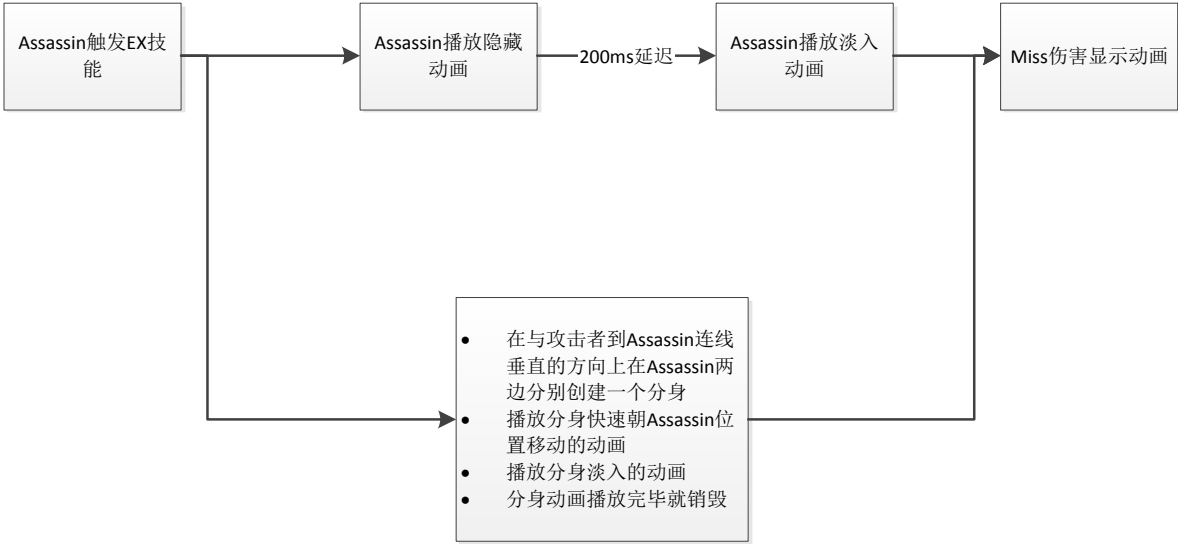 Assassin触发EX技
能
Assassin播放隐藏
动画
200ms延迟
Assassin播放淡入
动画
Miss伤害显示动画
• 在与攻击者到Assassin连线
垂直的方向上在Assassin两
边分别创建一个分身
• 播放分身快速朝Assassin位
置移动的动画
• 播放分身淡入的动画
• 分身动画播放完毕就销毁